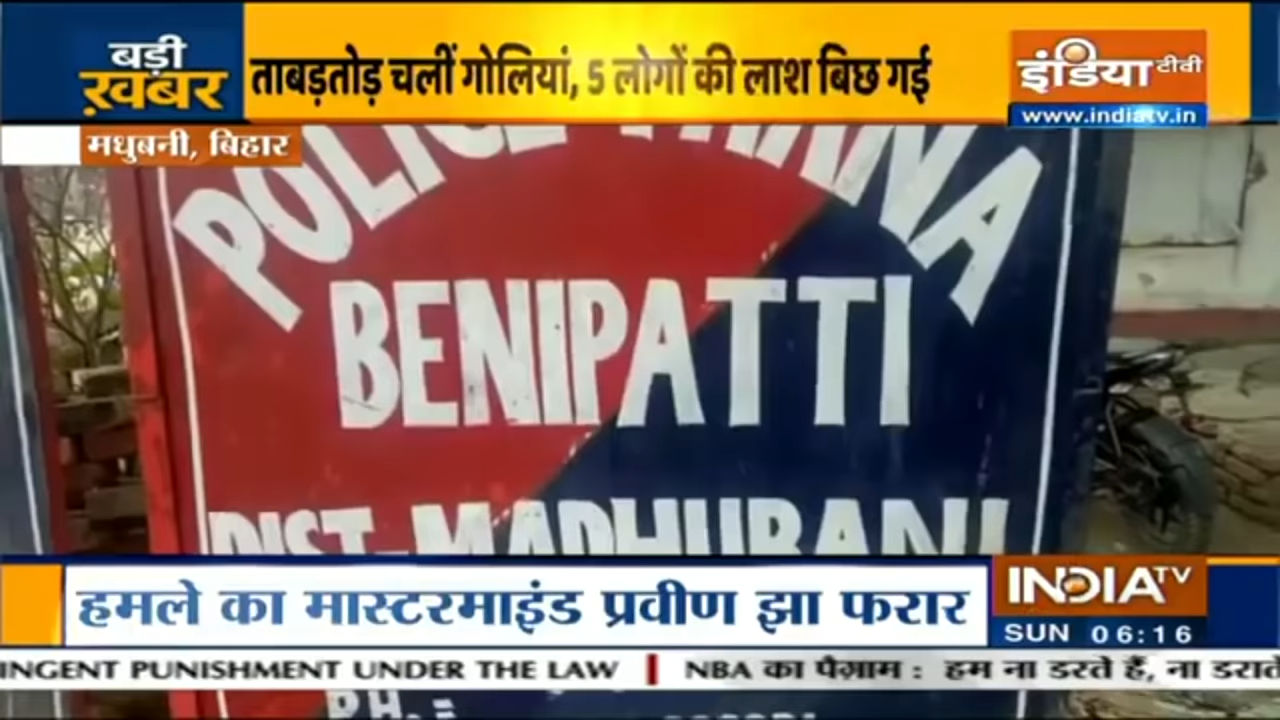 बड़ी
ख़बर
ताबड़तोड़ चलीं गोलियां, 5 लोगों की लाश बिछ गई
इंडिया टीवी
www.indiatv.in
मधुबनी, बिहार
POLICE THANA
BENIPATTI
DIST-MADHUBANI
हमले का मास्टरमाइंड प्रवीण झा फरार
INDIA TV
SUN 06:16
INGENT PUNISHMENT UNDER THE LAW | NBA का पैग़ाम : हम ना डरते हैं, ना डराते
PH.: